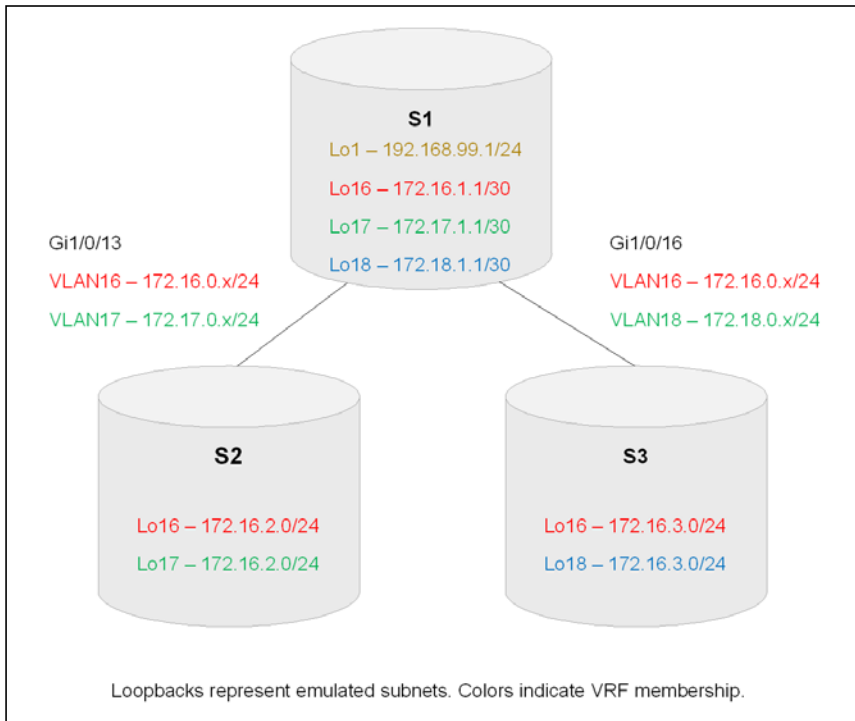 S1
Lo1 – 192.168.99.1/24
Lo16 – 172.16.1.1/30
Lo17 – 172.17.1.1/30
Lo18 – 172.18.1.1/30
Gi1/0/13
VLAN16 – 172.16.0.x/24
VLAN17 – 172.17.0.x/24
Gi1/0/16
VLAN16 – 172.16.0.x/24
VLAN18 – 172.18.0.x/24
S2
Lo16 – 172.16.2.0/24
Lo17 – 172.16.2.0/24
S3
Lo16 – 172.16.3.0/24
Lo18 – 172.16.3.0/24
Loopbacks represent emulated subnets. Colors indicate VRF membership.